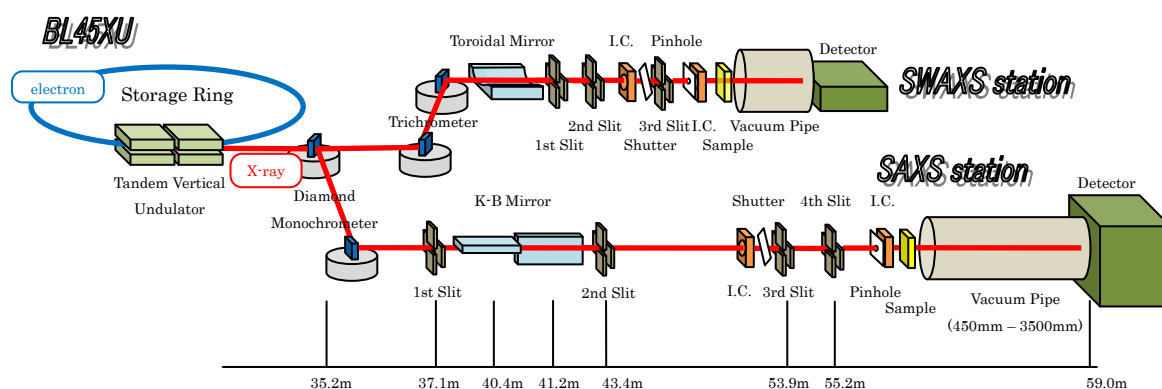 BL45XU
electron
Storage Ring
Tandem Vertical
Undulator
X-ray
Diamond
Monochrometer
Trichrometer
Toroidal Mirror
1st Slit
2nd Slit
I.C.
Shutter
Pinhole
3rd Slit
I.C.
Sample
Vacuum Pipe
Detector
SWAXS station
SAXS station
1st Slit
K-B Mirror
2nd Slit
I.C.
Shutter
3rd Slit
4th Slit
I.C.
Pinhole
Sample
Vacuum Pipe
(450mm – 3500mm)
Detector
35.2m
37.1m
40.4m
41.2m
43.4m
53.9m
55.2m
59.0m